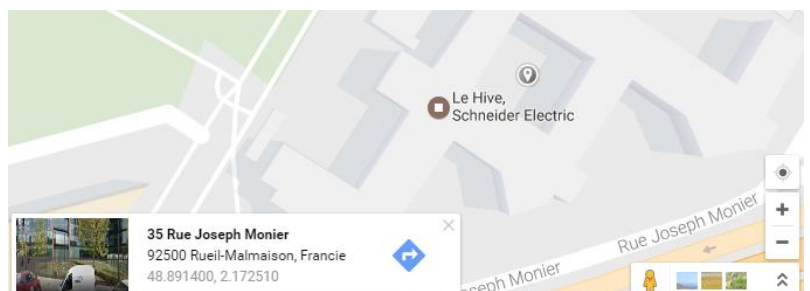 Le Hive,
Schneider Electric
Rue Joseph Monier
35 Rue Joseph Monier
92500 Rueil-Malmaison, Francie
48.891400, 2.172510
oseph Monier